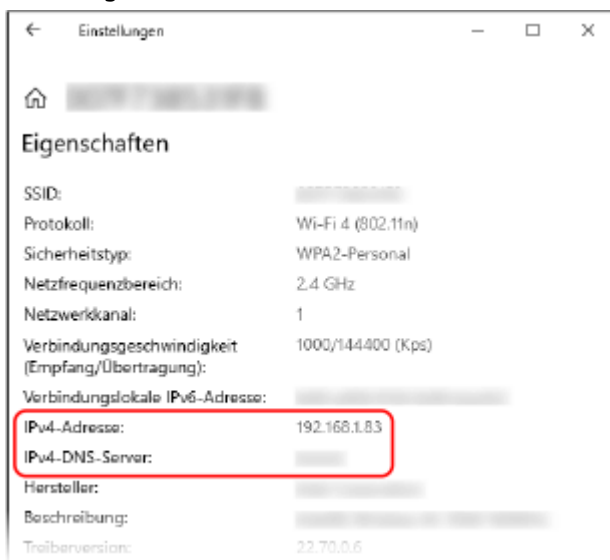 Einstellungen
Eigenschaften
SSID:
Protokoll: Wi-Fi 4 (802.11n)
Sicherheitstyp: WPA2-Personal
Netzfrequenzbereich: 2.4 GHz
Netzwerkkanal: 1
Verbindungsgeschwindigkeit 1000/144400 (Kps)
(Empfang/Übertragung):
Verbindungslokale IPv6-Adresse:
IPv4-Adresse: 192.168.1.83
IPv4-DNS-Server:
Hersteller:
Beschreibung:
Treiberversion: 22.70.0.6